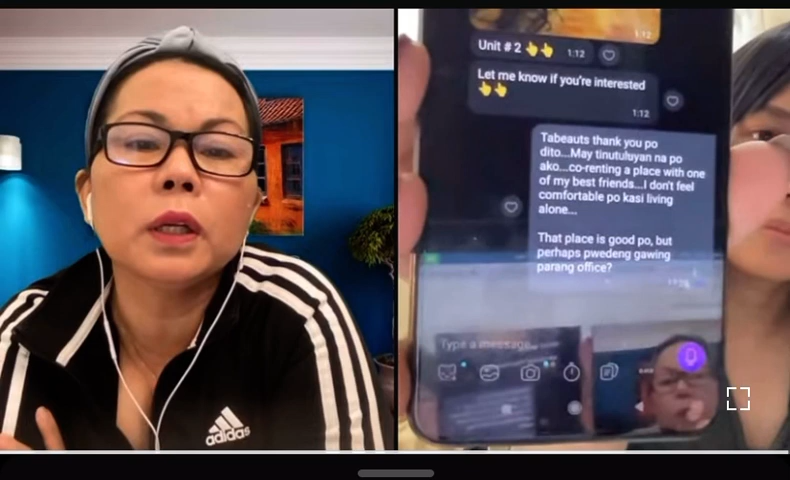 1:12
Unit # 2 👆👆 1:12
Let me know if you're interested
👆👆
1:12
Tabeauts thank you po
dito...May tinutuluyan na po
ako...co-renting a place with one
of my best friends...I don't feel
comfortable po kasi living
alone...
That place is good po, but
perhaps pwedeng gawing
parang office?
Type a message...
adidas